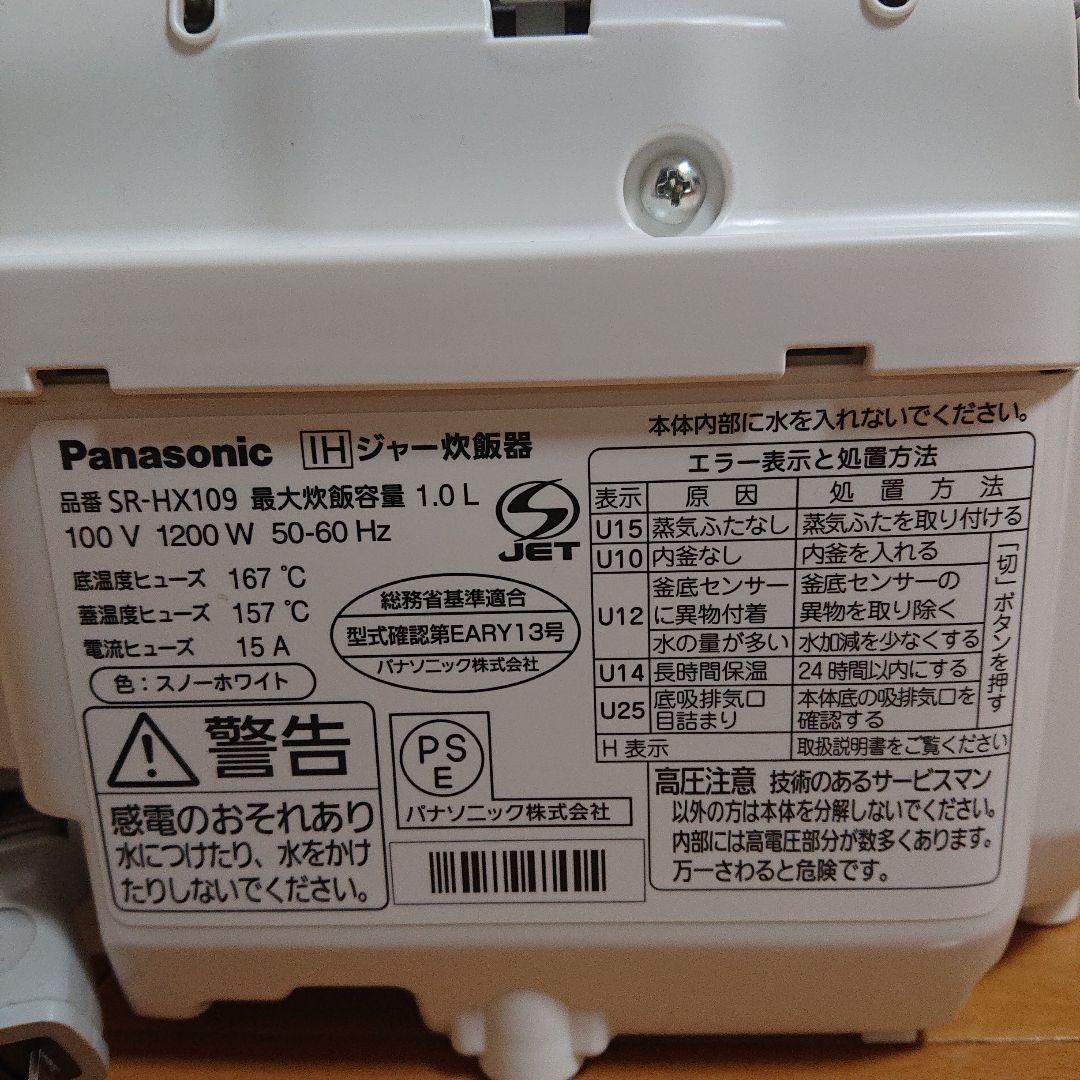 Panasonic IH ジャー炊飯器
品番 SR-HX109 最大炊飯容量 1.0 L
100 V 1200 W 50-60 Hz
底温度ヒューズ 167 ℃
蓋温度ヒューズ 157 ℃
電流ヒューズ 15 A
色:スノーホワイト
JET
総務省基準適合
型式確認第EARY13号
パナソニック株式会社
警告
感電のおそれあり
水につけたり、水をかけ
たりしないでください。
PS
E
パナソニック株式会社
本体内部に水を入れないでください。
エラー表示と処置方法
表示 原因 処置方法
U15 蒸気ふたなし 蒸気ふたを取り付ける
U10 内釜なし 内釜を入れる
U12 釜底センサー 釜底センサーの
に異物付着 異物を取り除く
水の量が多い 水加減を少なくする
U14 長時間保温 24時間以内にする
U25 底吸排気口 本体底の吸排気口を
目詰まり 確認する
「切」ボタンを押す
H 表示 取扱説明書をご覧ください
高圧注意 技術のあるサービスマン
以外の方は本体を分解しないでください。
内部には高電圧部分が数多くあります。
万一さわると危険です。